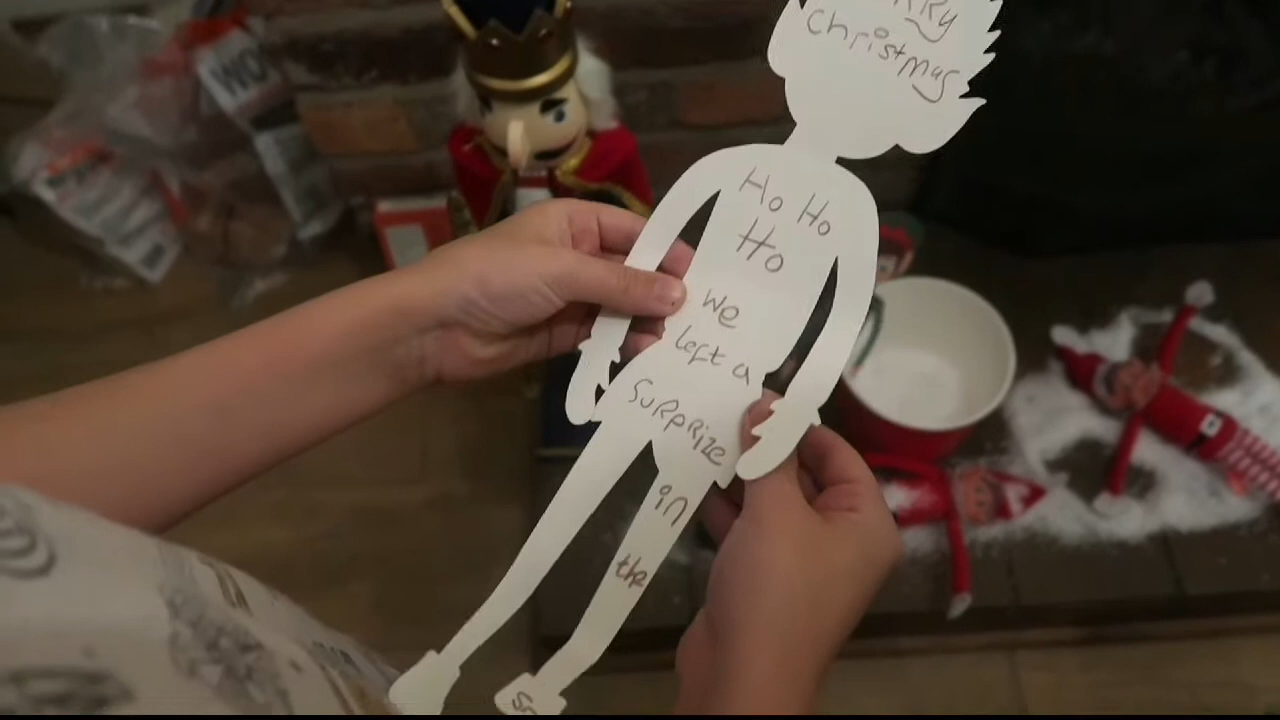 Christmas
Ho Ho
Ho
we
left a
SURPRIZE
in
the